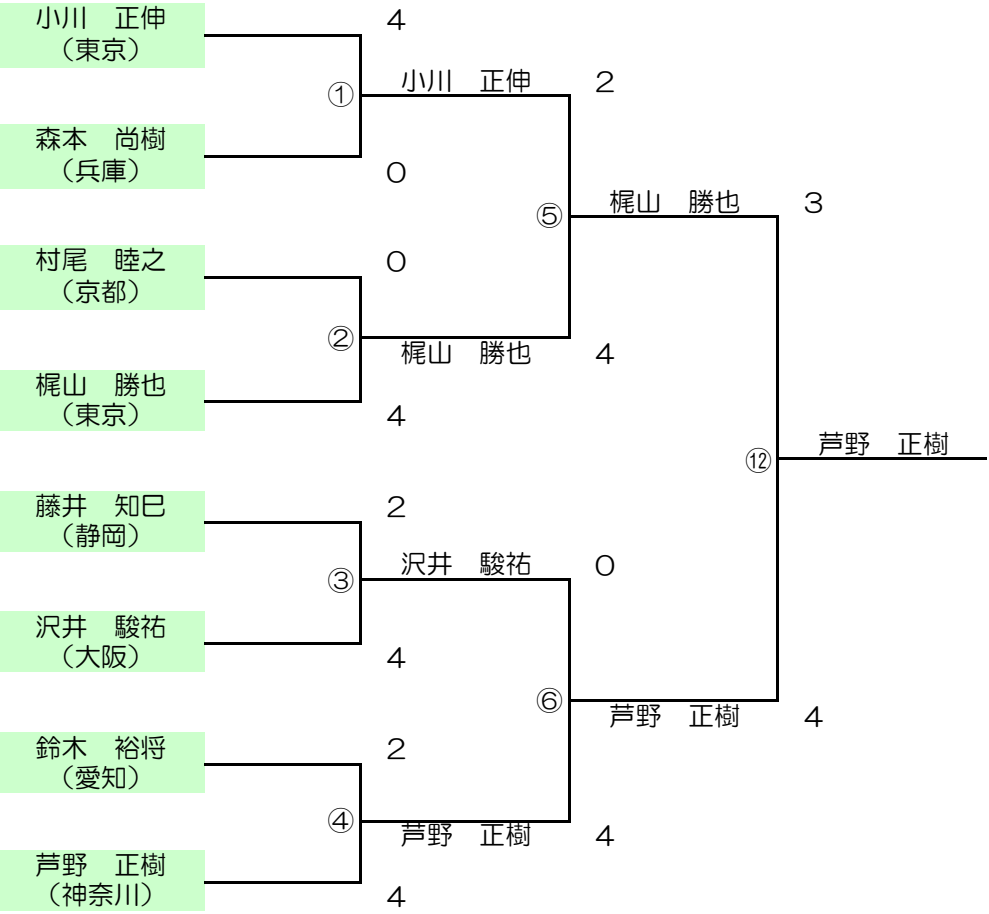 小川　正伸
（東京）
4
①
小川　正伸
2
森本　尚樹
（兵庫）
0
⑤
梶山　勝也
3
村尾　睦之
（京都）
0
②
梶山　勝也
4
梶山　勝也
（東京）
4
⑫
芦野　正樹
藤井　知巳
（静岡）
2
③
沢井　駿祐
0
沢井　駿祐
（大阪）
4
⑥
芦野　正樹
4
鈴木　裕将
（愛知）
2
④
芦野　正樹
4
芦野　正樹
（神奈川）
4